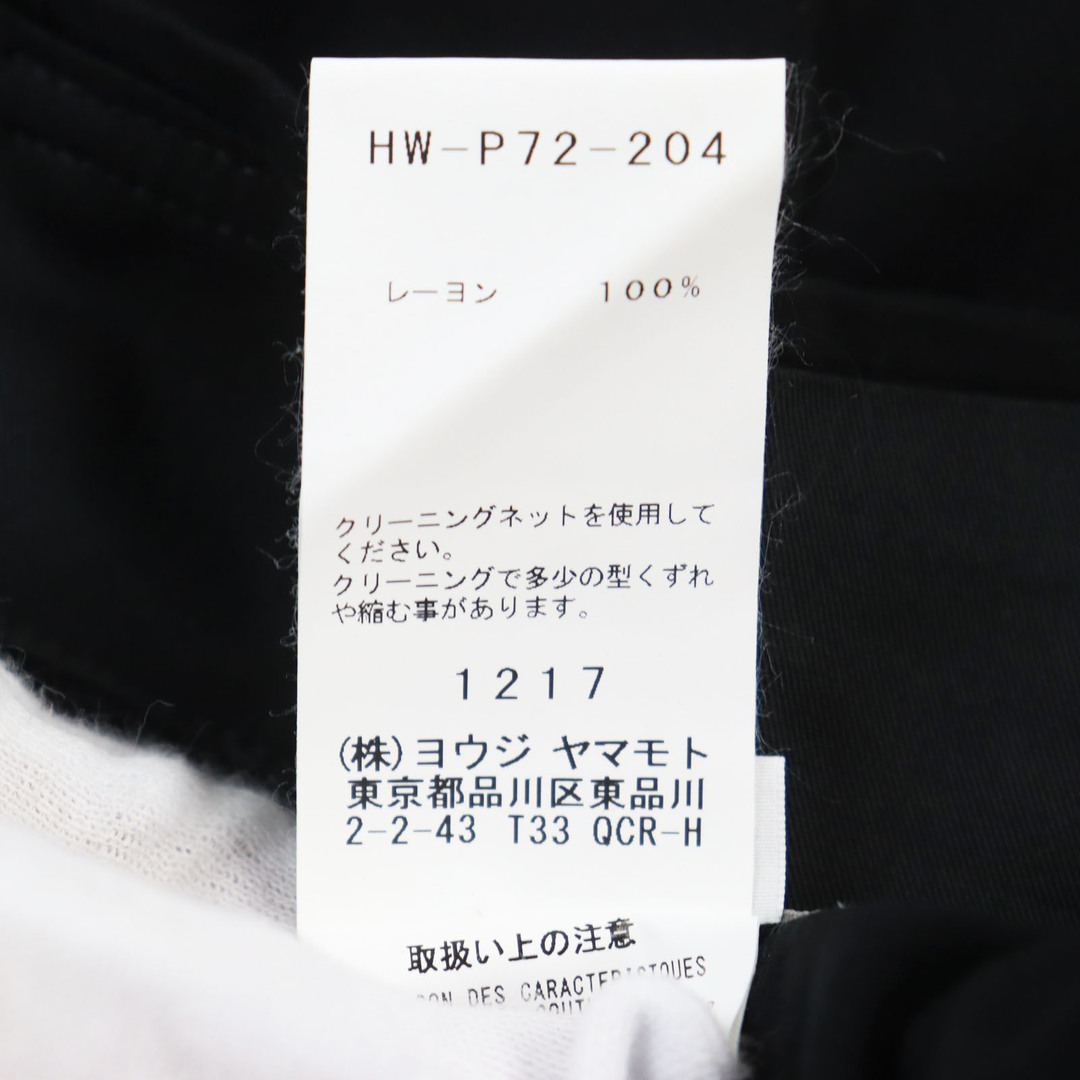 HW-P72-204
レーヨン 100%
クリーニングネットを使用して
ください。
クリーニングで多少の型くずれ
や縮む事があります。
1217
(株)ヨウジ ヤマモト
東京都品川区東品川
2-2-43 T33 QCR-H
取扱い上の注意
DES CARACTERISTIQUES